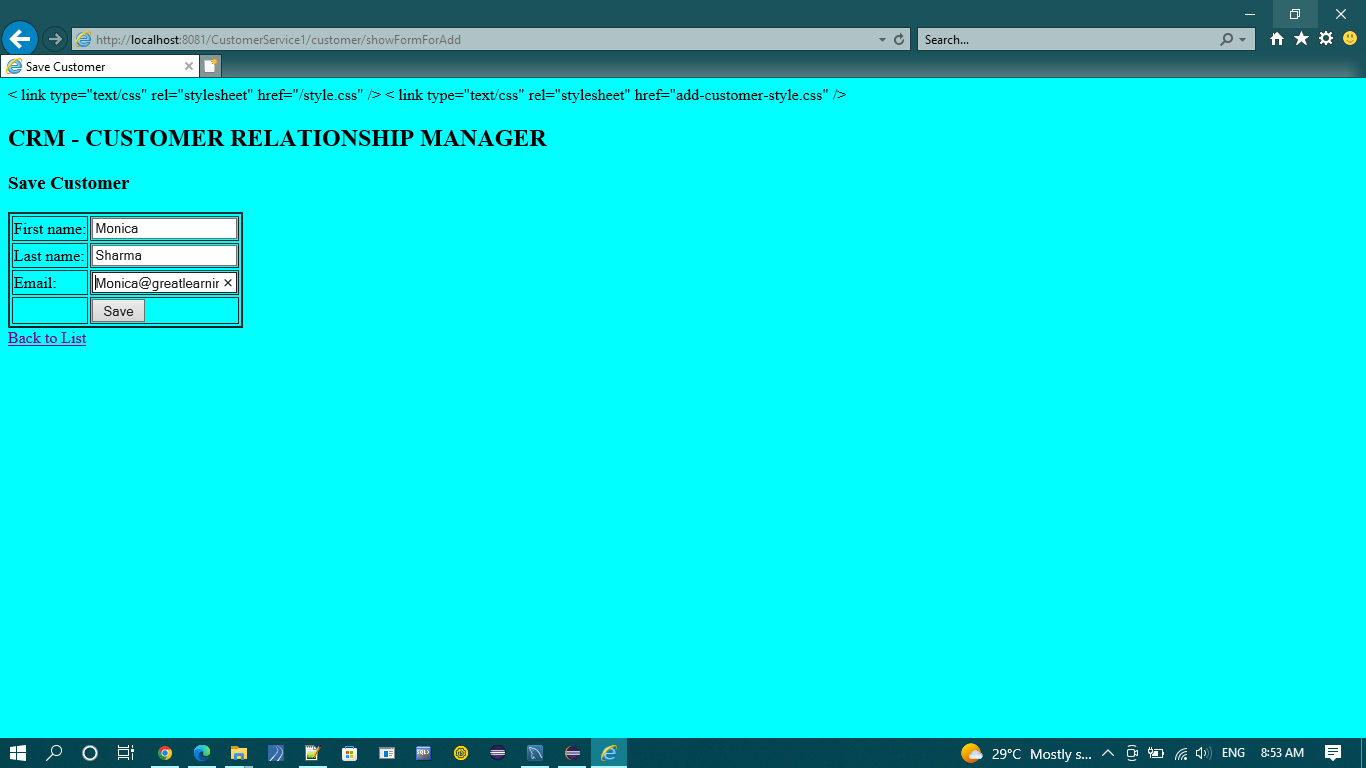 http://localhost:8081/CustomerService1/customer/showFormForAdd
Search...
Save Customer
< link type="text/css" rel="stylesheet" href="/style.css" /> < link type="text/css" rel="stylesheet" href="add-customer-style.css" />
CRM - CUSTOMER RELATIONSHIP MANAGER
Save Customer
First name: Monica
Last name: Sharma
Email: Monica@greatlearnin
Save
Back to List
29°C Mostly s... ENG 8:53 AM